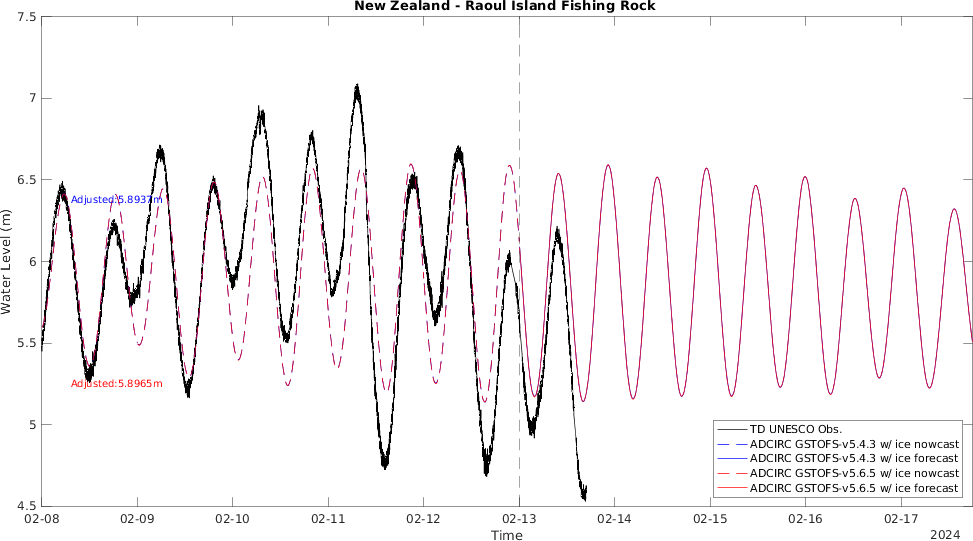 New Zealand - Raoul Island Fishing Rock
7.5
7
6.5
6
5.5
5
4.5
Water Level (m)
Adjusted:5.8937m
Adjusted:5.8965m
TD UNESCO Obs.
ADCIRC GSTOFS-v5.4.3 w/ ice nowcast
ADCIRC GSTOFS-v5.4.3 w/ ice forecast
ADCIRC GSTOFS-v5.6.5 w/ ice nowcast
ADCIRC GSTOFS-v5.6.5 w/ ice forecast
02-08 02-09 02-10 02-11 02-12 02-13 02-14 02-15 02-16 02-17
Time
2024